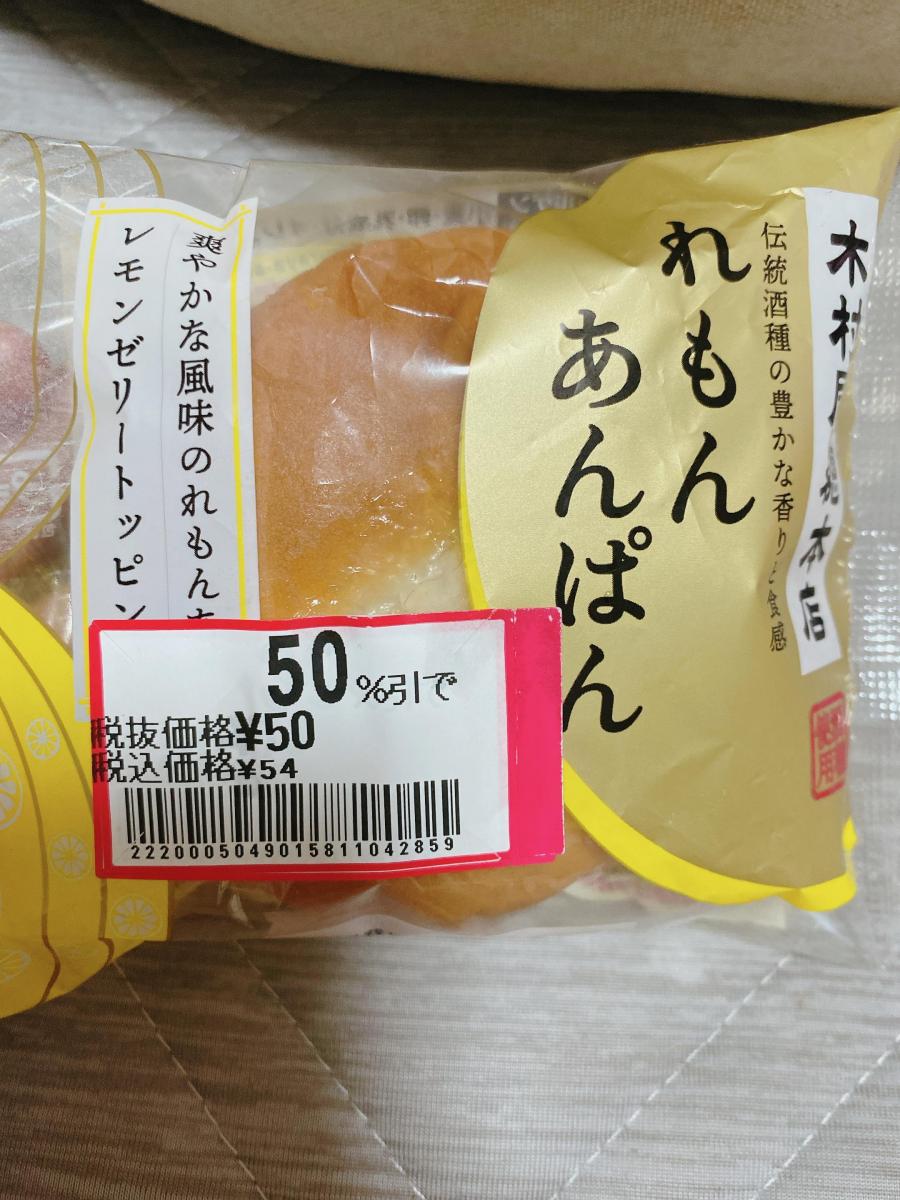 木村屋總本店
伝統酒種の豊かな香りと食感
れもん
あんぱん
爽やかな風味のれもんあ
レモンゼリートッピン
50%引で
税抜価格¥50
税込価格¥54
2220005049015811042859